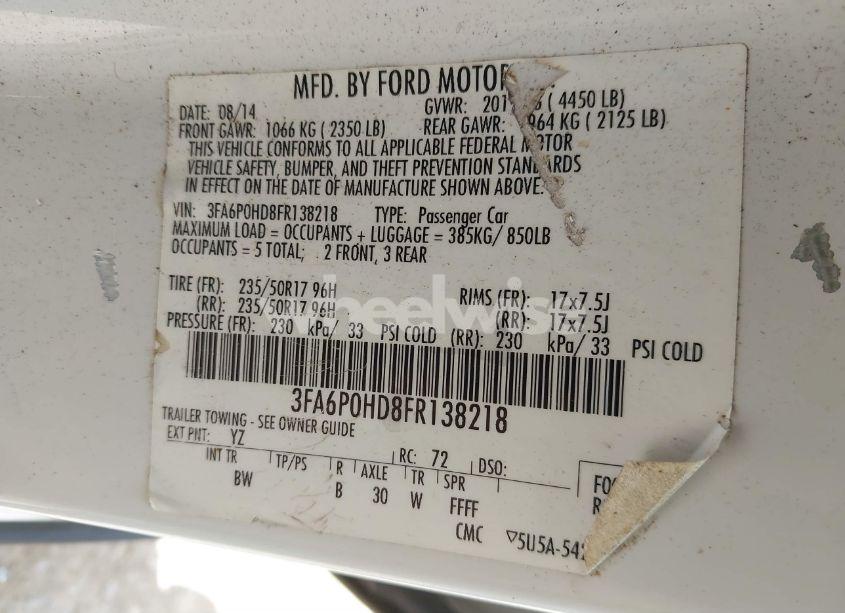 MFD. BY FORD MOTOR
DATE: 08/14
GVWR: 201 ( 4450 LB)
FRONT GAWR: 1066 KG ( 2350 LB)
REAR GAWR: 964 KG ( 2125 LB)
THIS VEHICLE CONFORMS TO ALL APPLICABLE FEDERAL M TOR
VEHICLE SAFETY, BUMPER, AND THEFT PREVENTION STANDARDS
IN EFFECT ON THE DATE OF MANUFACTURE SHOWN ABOVE.
VIN: 3FA6P0HD8FR138218 TYPE: Passenger Car
MAXIMUM LOAD = OCCUPANTS + LUGGAGE = 385KG/ 850LB
OCCUPANTS = 5 TOTAL; 2 FRONT, 3 REAR
TIRE (FR): 235/50R17 96H RIMS (FR): 17x7.5J
(RR): 235/50R17 96H (RR): 17x7.5J
PRESSURE (FR): 230 kPa/ 33 PSI COLD (RR): 230 kPa/ 33 PSI COLD
wheelwise
3FA6P0HD8FR138218
TRAILER TOWING - SEE OWNER GUIDE
EXT PNT: YZ RC: 72 DSO:
INT TR TP/PS R AXLE TR SPR
BW B 30 W FFFF
CMC ▽5U5A-542
FO
R